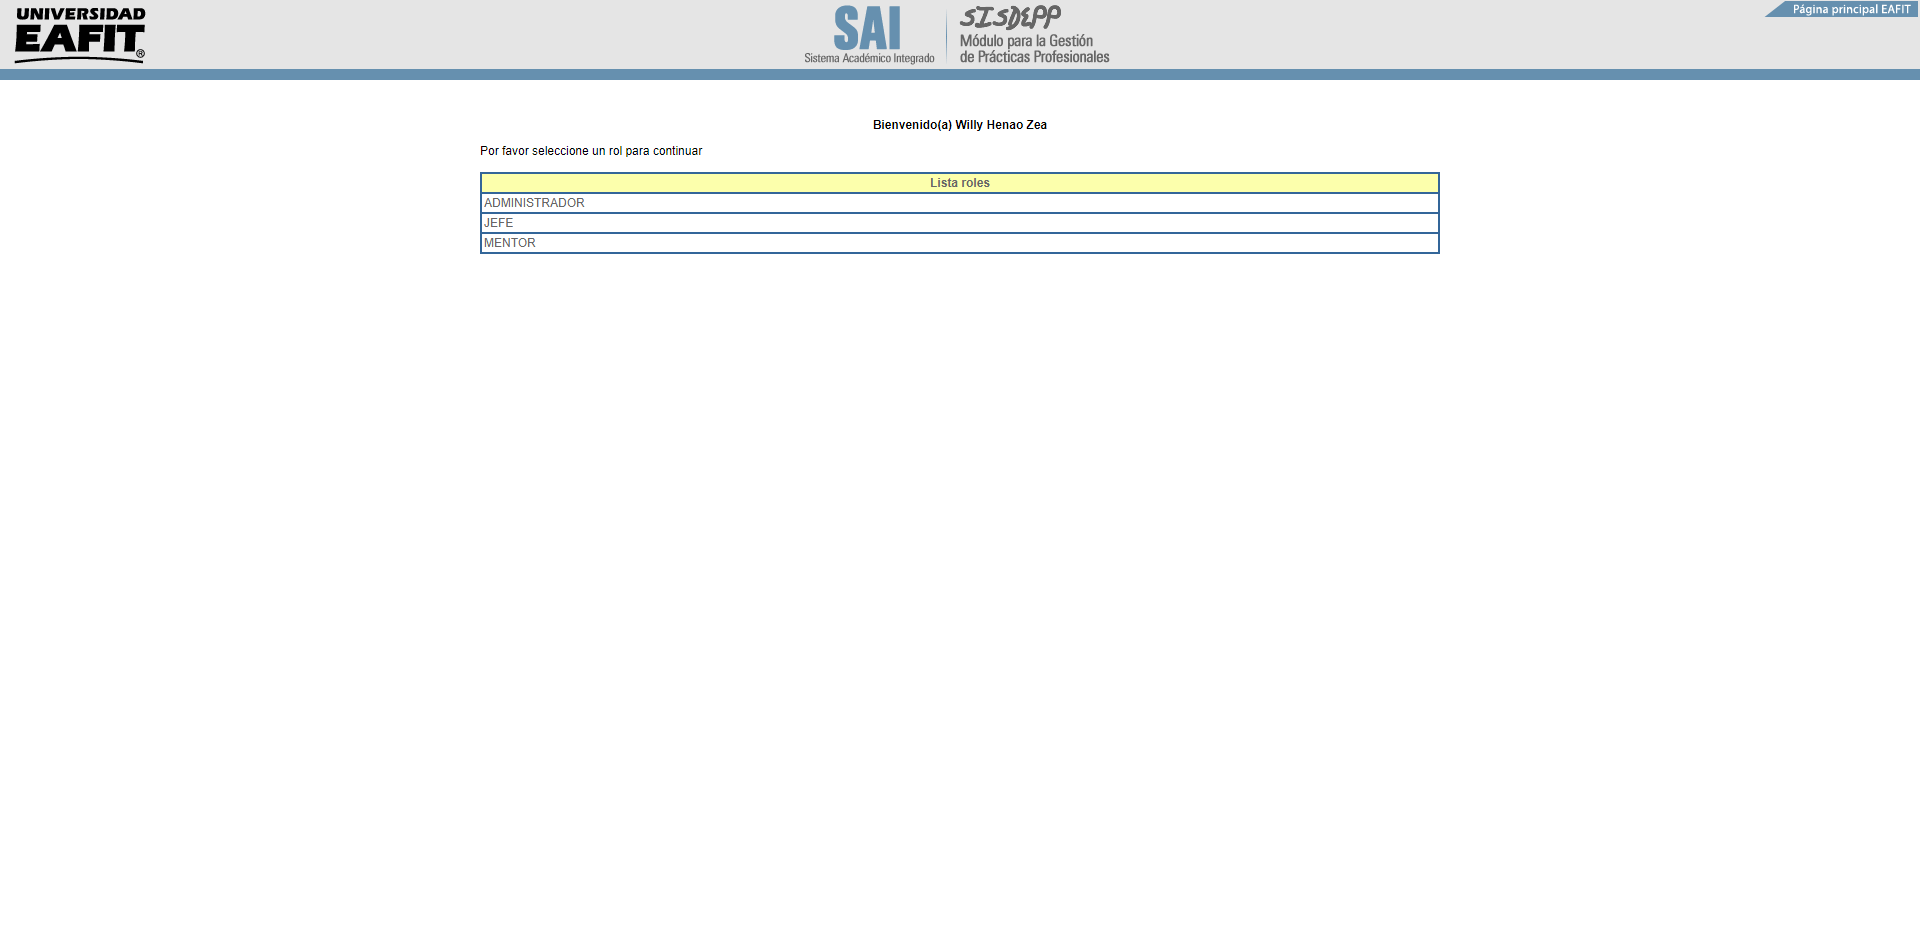 UNIVERSIDAD
EAFIT®
SAI
Sistema Académico Integrado
SISDEPP
Módulo para la Gestión
de Prácticas Profesionales
Página principal EAFIT
Bienvenido(a) Willy Henao Zea
Por favor seleccione un rol para continuar
Lista roles
ADMINISTRADOR
JEFE
MENTOR